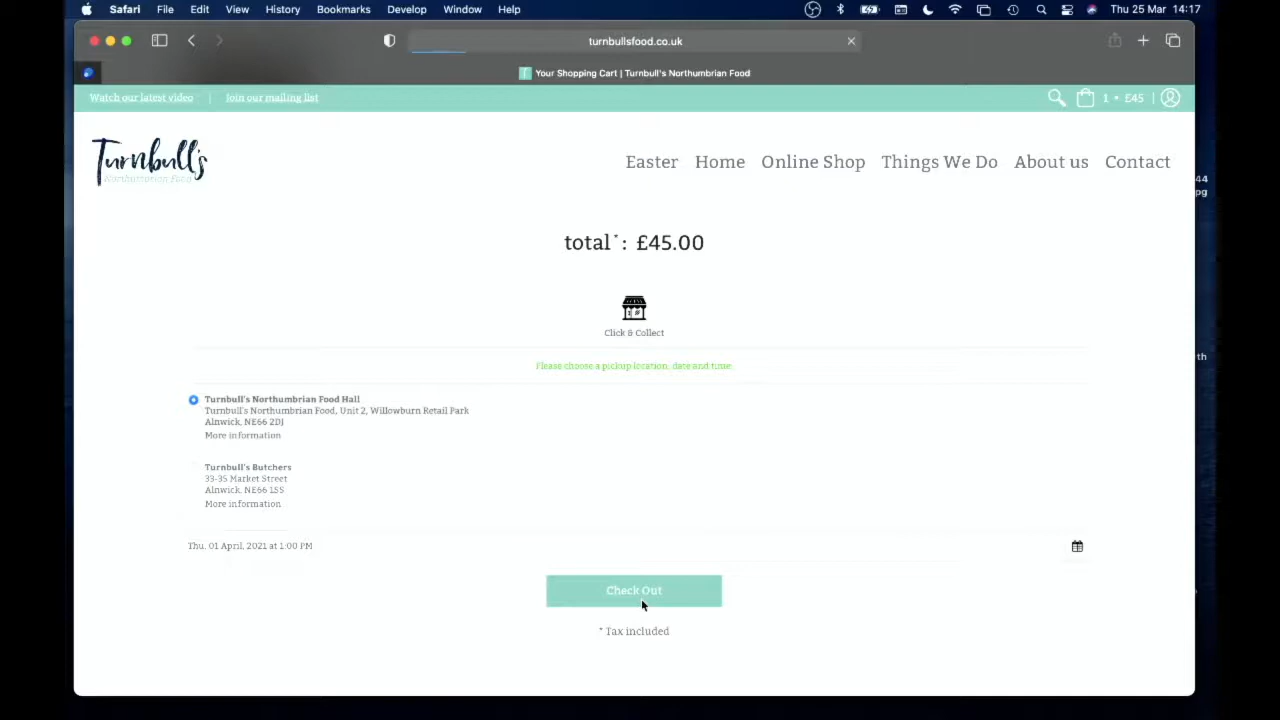 Safari File Edit View History Bookmarks Develop Window Help Thu 25 Mar 14:17
turnbullsfood.co.uk
Your Shopping Cart | Turnbull's Northumbrian Food
Watch our latest video | Join our mailing list 1 • £45 |
Turnbull's
Northumbrian Food
Easter Home Online Shop Things We Do About us Contact
44
pg
total*: £45.00
Click & Collect
th
Please choose a pickup location, date and time.
Turnbull's Northumbrian Food Hall
Turnbull's Northumbrian Food, Unit 2, Willowburn Retail Park
Alnwick, NE66 2DJ
More information
Turnbull's Butchers
33-35 Market Street
Alnwick, NE66 1SS
More information
Thu, 01 April, 2021 at 1:00 PM
Check Out
* Tax included